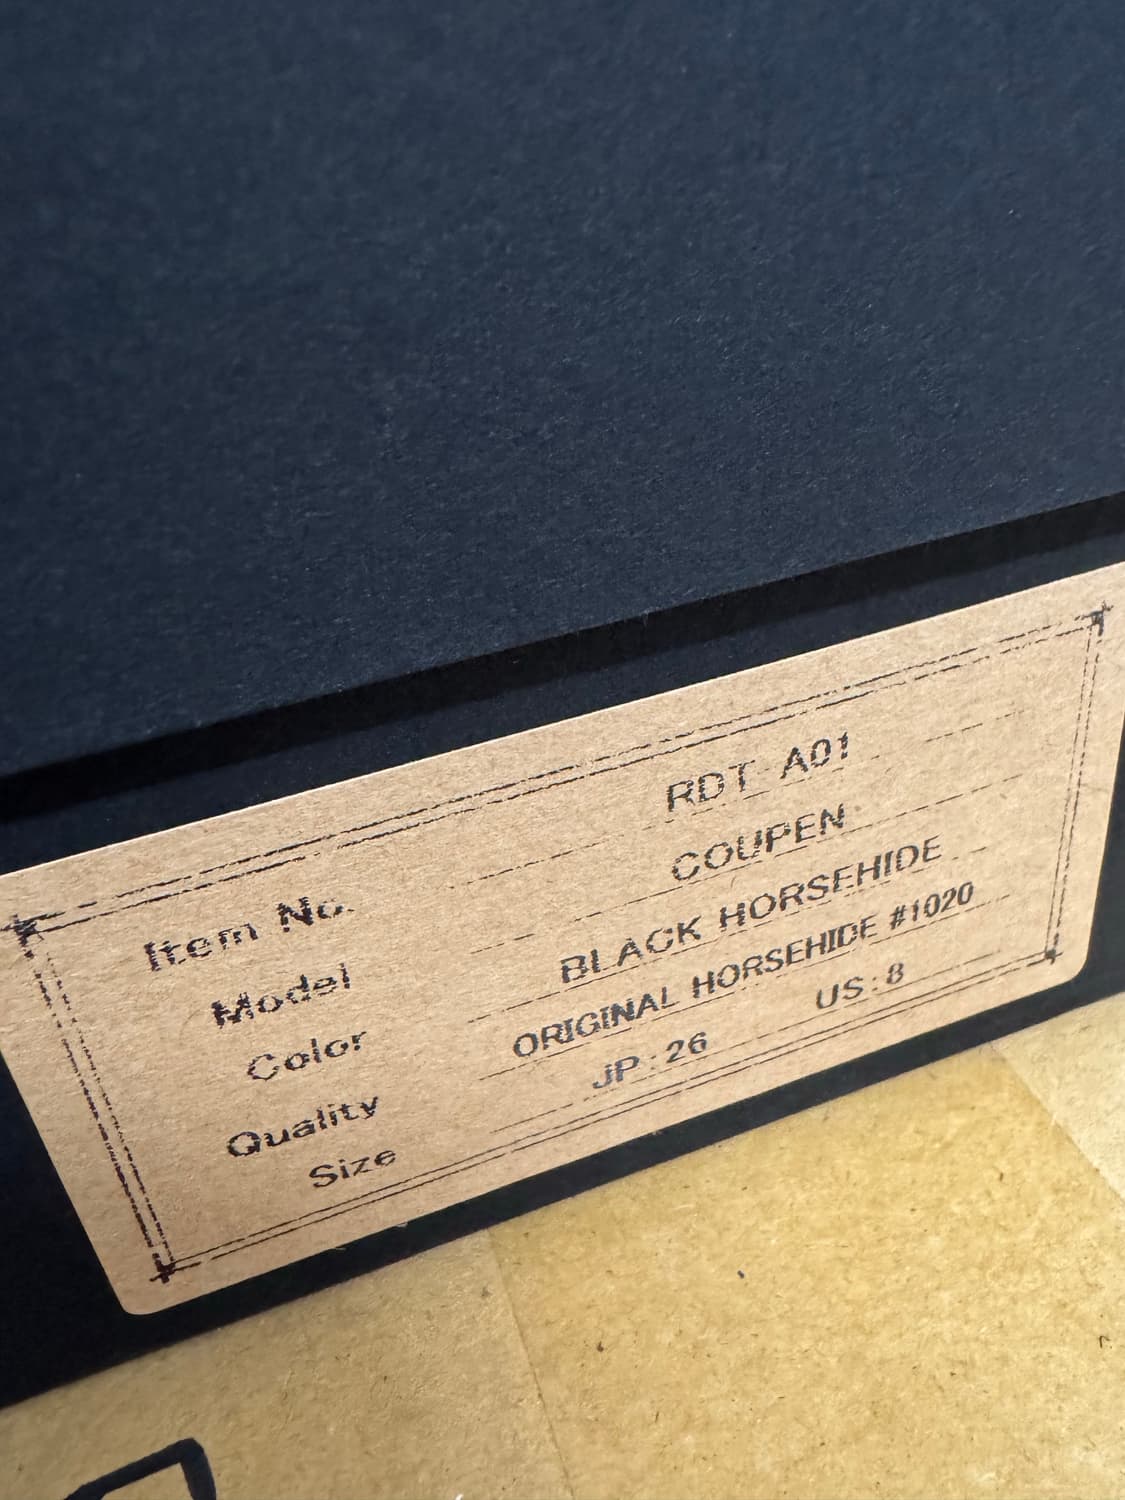 Item No. RDT A01
Model COUPEN
Color BLACK HORSEHIDE
Quality ORIGINAL HORSEHIDE #1020
Size JP:26 US:8